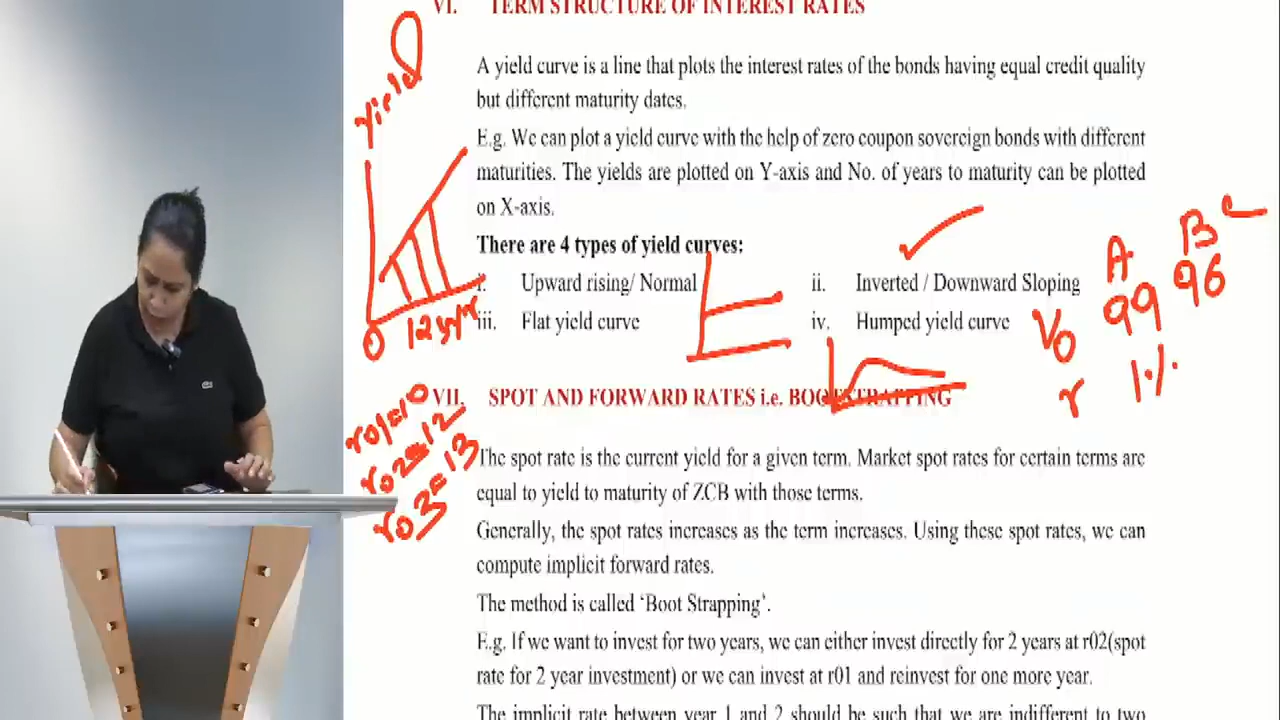 VI. TERM STRUCTURE OF INTEREST RATES
A yield curve is a line that plots the interest rates of the bonds having equal credit quality
but different maturity dates.
E.g. We can plot a yield curve with the help of zero coupon sovereign bonds with different
maturities. The yields are plotted on Y-axis and No. of years to maturity can be plotted
on X-axis.
There are 4 types of yield curves:
i. Upward rising/ Normal ii. Inverted / Downward Sloping
iii. Flat yield curve iv. Humped yield curve
VII. SPOT AND FORWARD RATES i.e. BOOTSTRAPPING
The spot rate is the current yield for a given term. Market spot rates for certain terms are
equal to yield to maturity of ZCB with those terms.
Generally, the spot rates increases as the term increases. Using these spot rates, we can
compute implicit forward rates.
The method is called ‘Boot Strapping’.
E.g. If we want to invest for two years, we can either invest directly for 2 years at r02(spot
rate for 2 year investment) or we can invest at r01 and reinvest for one more year.
The implicit rate between year 1 and 2 should be such that we are indifferent to two
yield
0 1 2 3 yr
r01=10
r02=12
r03=13
A B
V0 99 96
r 1%